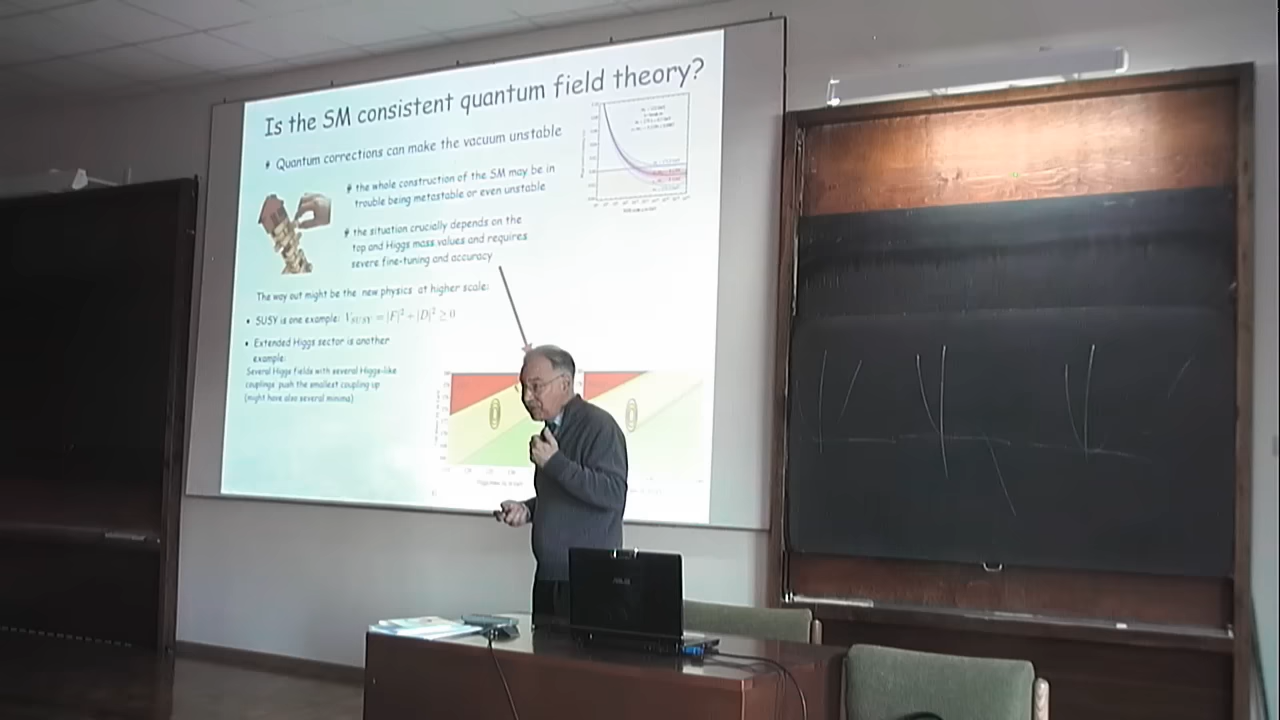 Is the SM consistent quantum field theory?
Quantum corrections can make the vacuum unstable
the whole construction of the SM may be in
trouble being metastable or even unstable
the situation crucially depends on the
top and Higgs mass values and requires
severe fine-tuning and accuracy
The way out might be the new physics at higher scale:
• SUSY is one example: V_{SUSY} = |F|² + |D|² ≥ 0
• Extended Higgs sector is another
example:
Several Higgs fields with several Higgs-like
couplings push the smallest coupling up
(might have also several minima)
ASUS